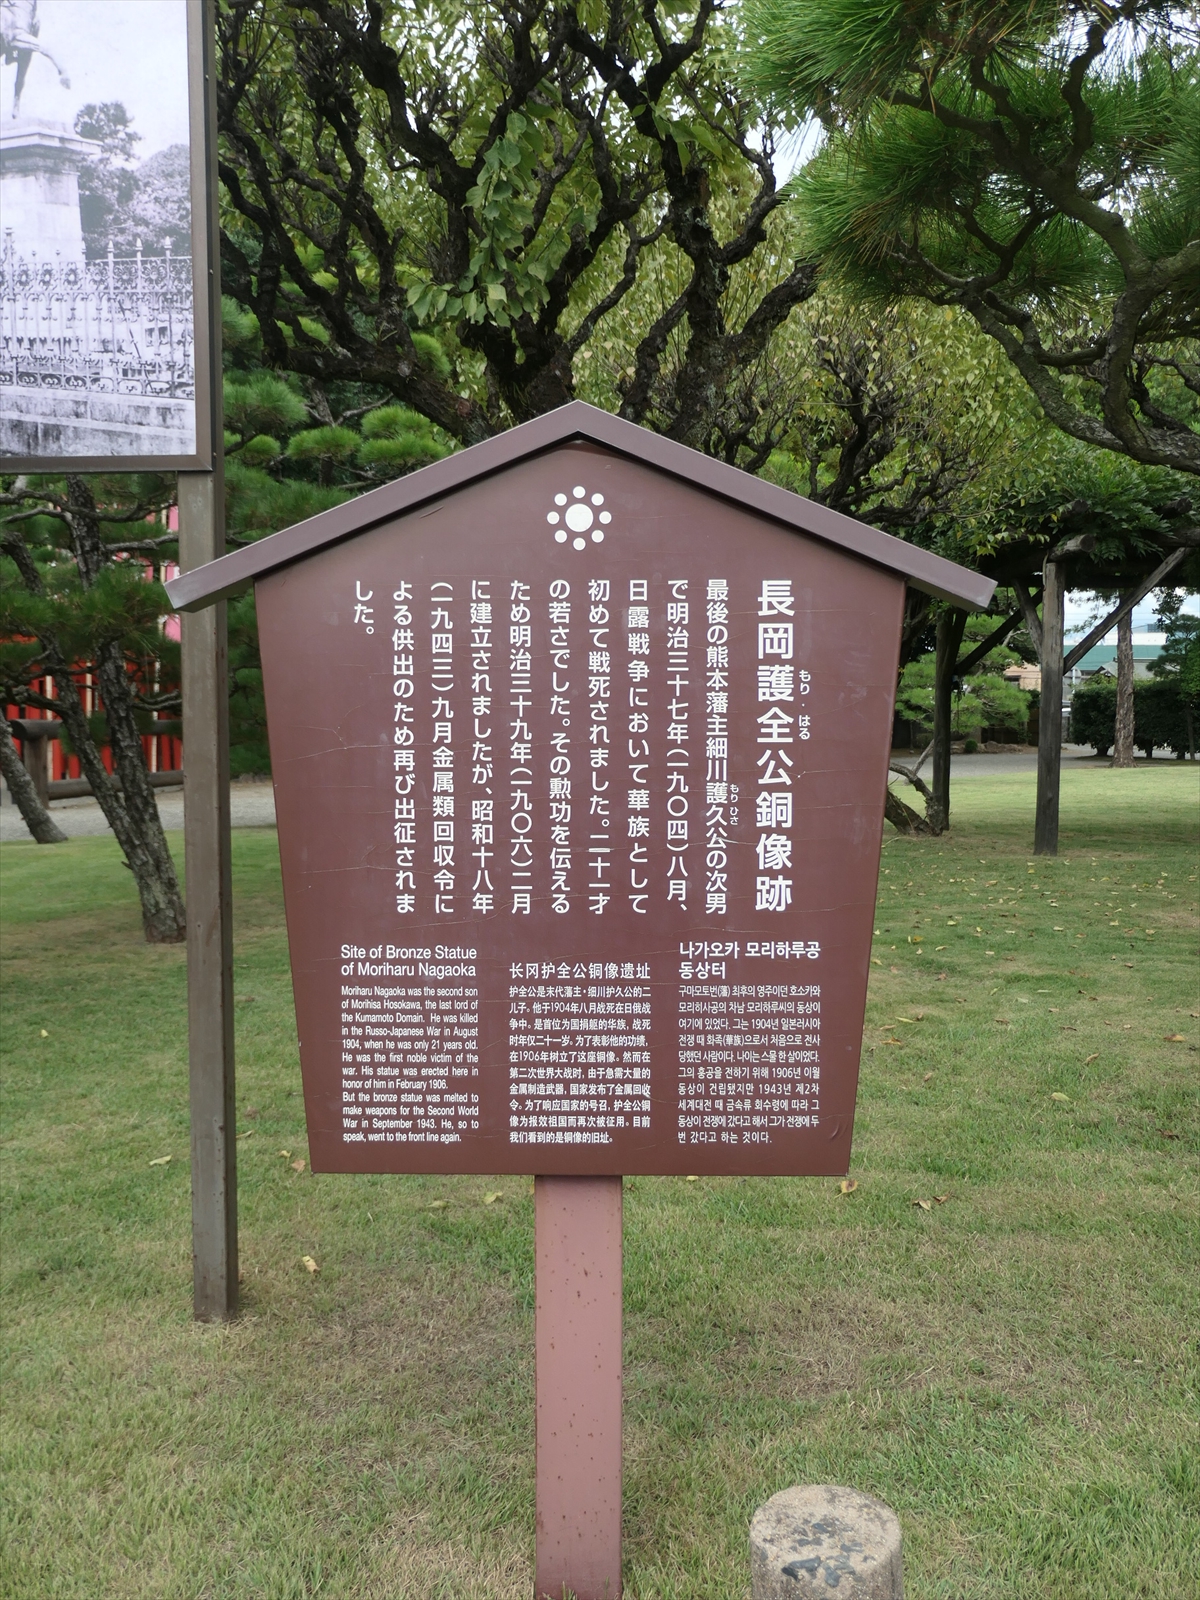 長岡護全公銅像跡
もり・はる
最後の熊本藩主細川護久公の次男
もりひさ
で明治三十七年(一九〇四)八月、
日露戦争において華族として
初めて戦死されました。二十一才
の若さでした。その勲功を伝える
ため明治三十九年(一九〇六)二月
に建立されましたが、昭和十八年
(一九四三)九月金属類回収令に
よる供出のため再び出征されま
した。
Site of Bronze Statue
of Moriharu Nagaoka
Moriharu Nagaoka was the second son
of Morihisa Hosokawa, the last lord of
the Kumamoto Domain. He was killed
in the Russo-Japanese War in August
1904, when he was only 21 years old.
He was the first noble victim of the
war. His statue was erected here in
honor of him in February 1906.
But the bronze statue was melted to
make weapons for the Second World
War in September 1943. He, so to
speak, went to the front line again.
长冈护全公铜像遗址
护全公是末代藩主·细川护久公的二
儿子。他于1904年八月战死在日俄战
争中。是首位为国捐躯的华族，战死
时年仅二十一岁。为了表彰他的功绩，
在1906年树立了这座铜像。然而在
第二次世界大战时，由于急需大量的
金属制造武器，国家发布了金属回收
令。为了响应国家的号召，护全公铜
像为报效祖国而再次被征用。目前
我们看到的是铜像的旧址。
나가오카 모리하루공
동상터
구마모토번(藩) 최후의 영주이던 호소카와
모리히사공의 차남 모리하루씨의 동상이
여기에 있었다. 그는 1904년 일본러시아
전쟁 때 화족(華族)으로서 처음으로 전사
당했던 사람이다. 나이는 스물 한 살이었다.
그의 훙공을 전하기 위해 1906년 이월
동상이 건립됐지만 1943년 제2차
세계대전 때 금속류 회수령에 따라 그
동상이 전쟁에 갔다고 해서 그가 전쟁에 두
번 갔다고 하는 것이다.